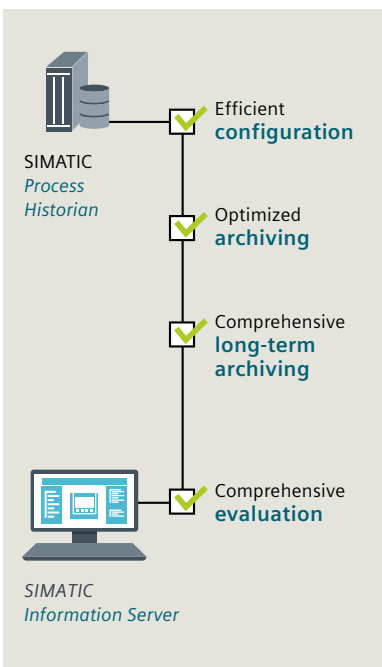 Efficient
configuration
SIMATIC
Process
Historian
Optimized
archiving
Comprehensive
long-term
archiving
Comprehensive
evaluation
SIMATIC
Information Server